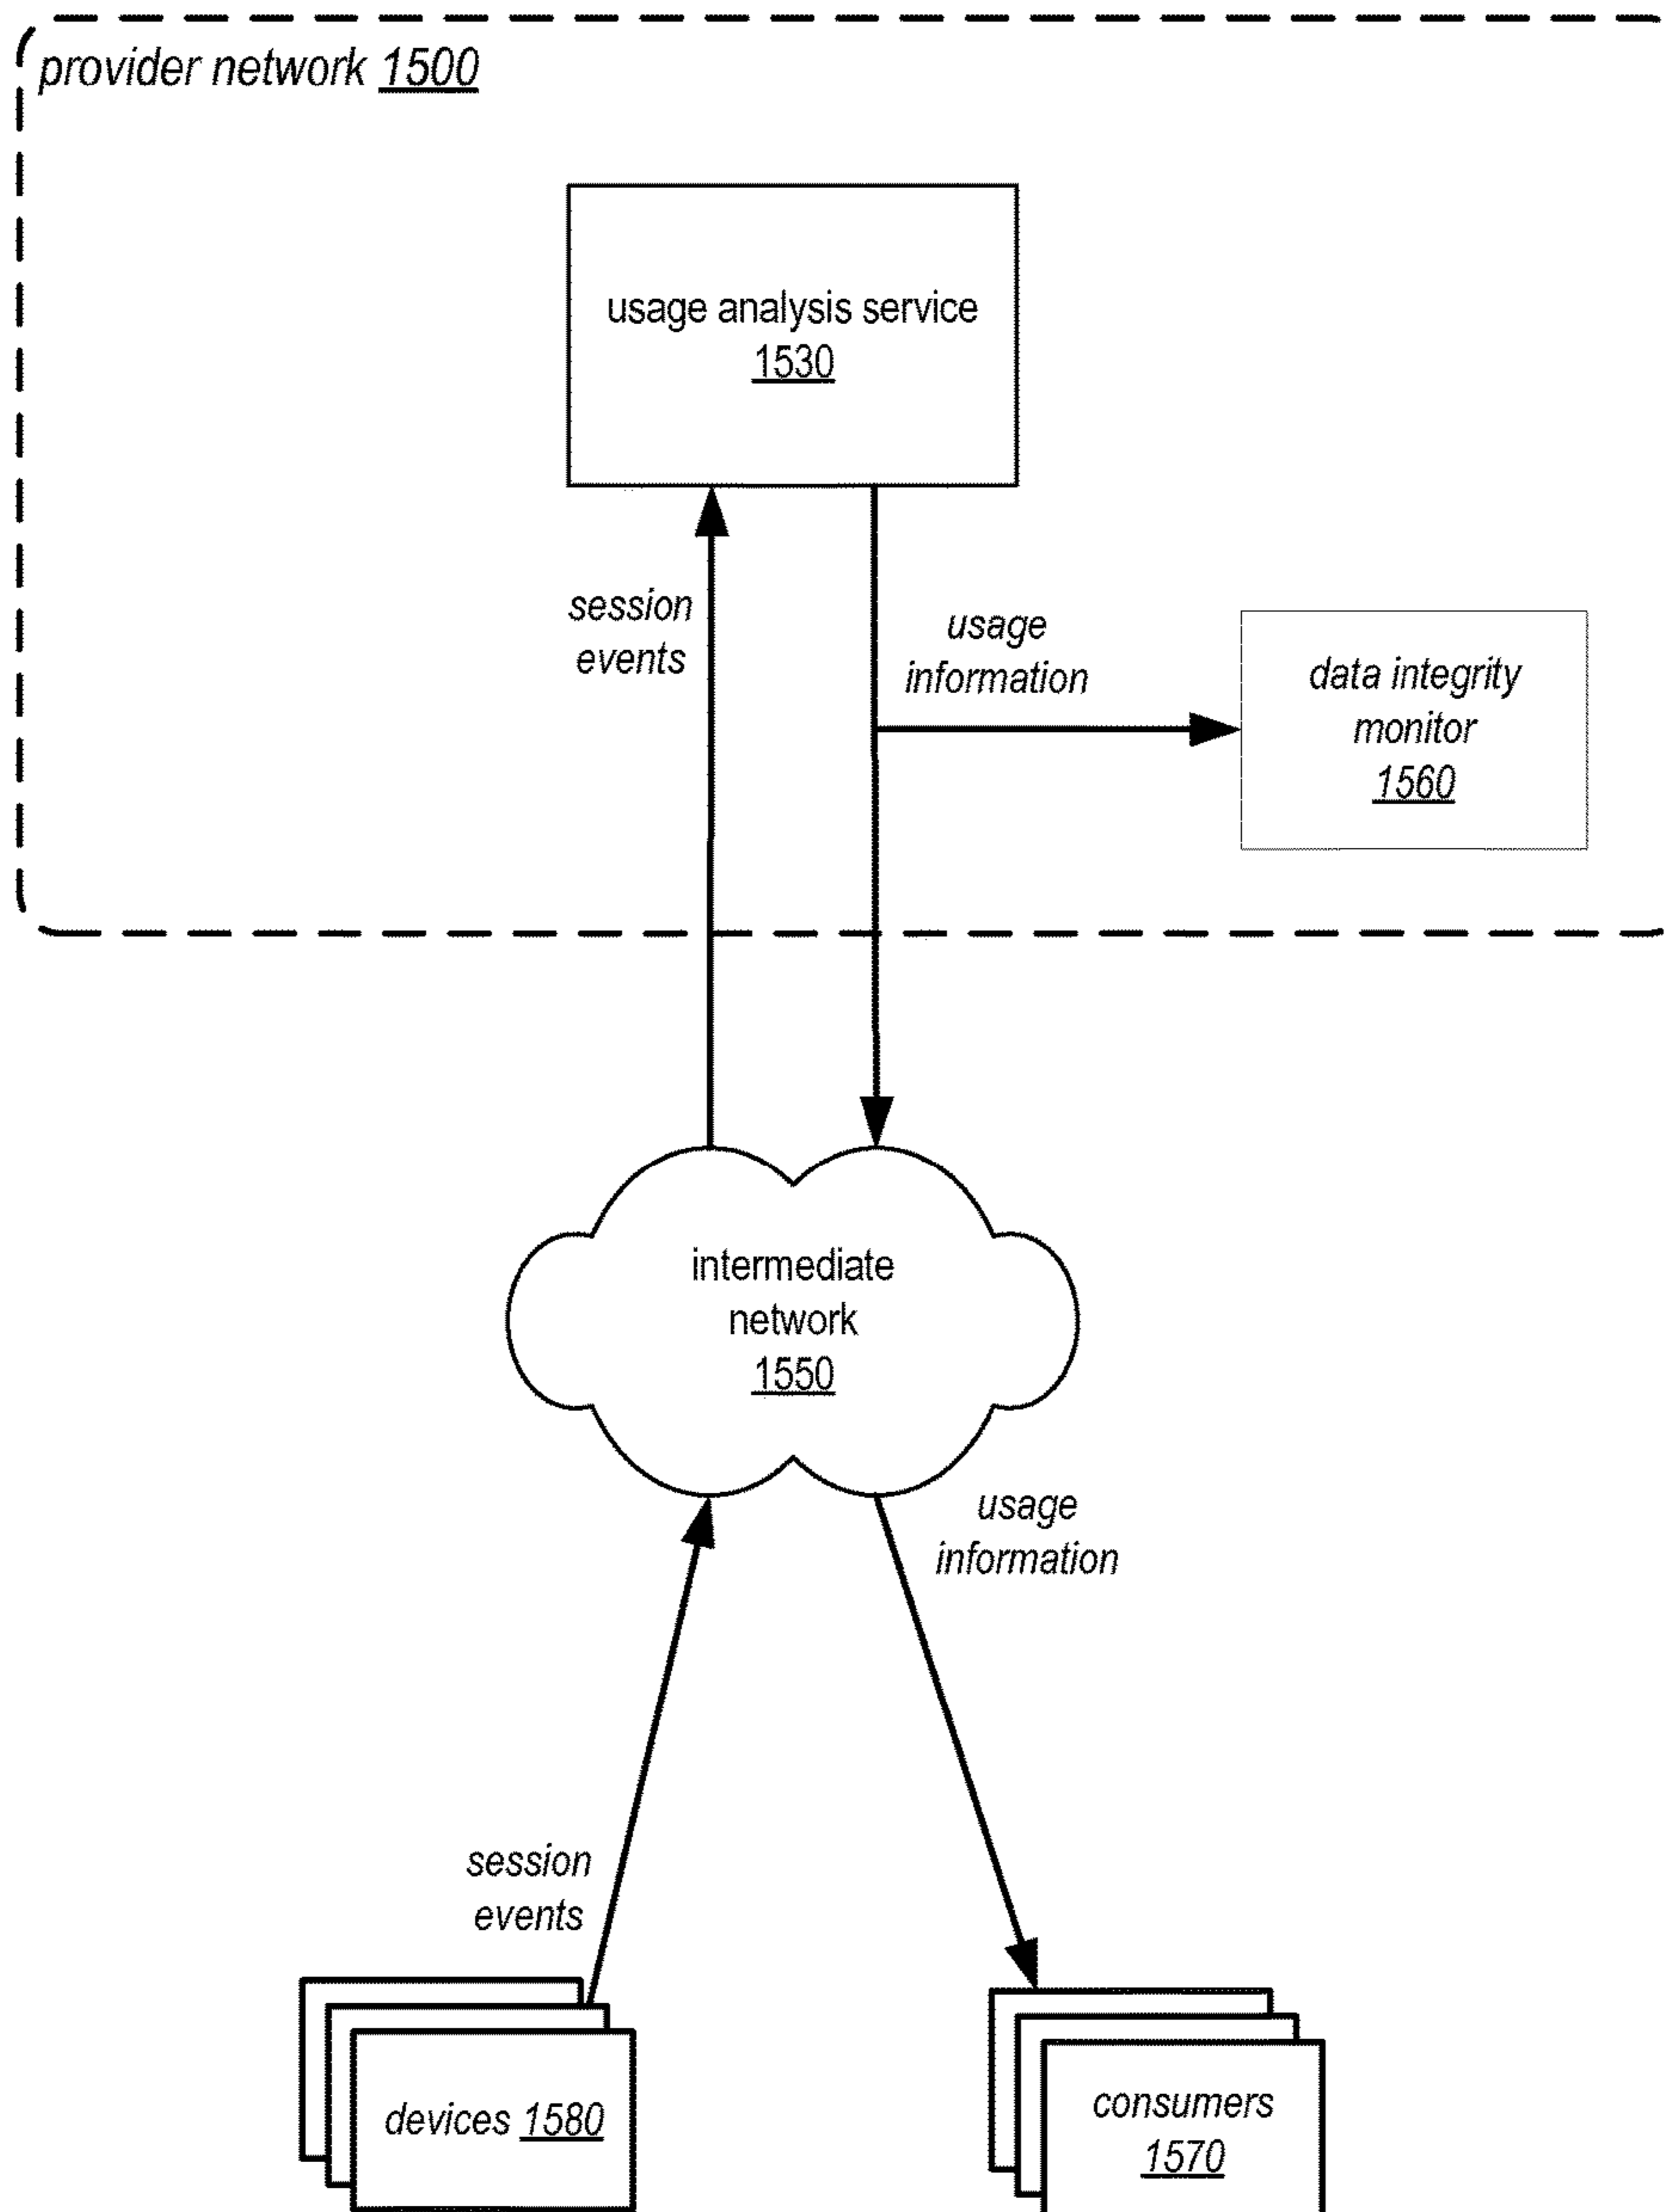 provider network 1500
usage analysis service
1530
session
events
usage
information
data integrity
monitor
1560
intermediate
network
1550
usage
information
session
events
devices 1580
consumers
1570